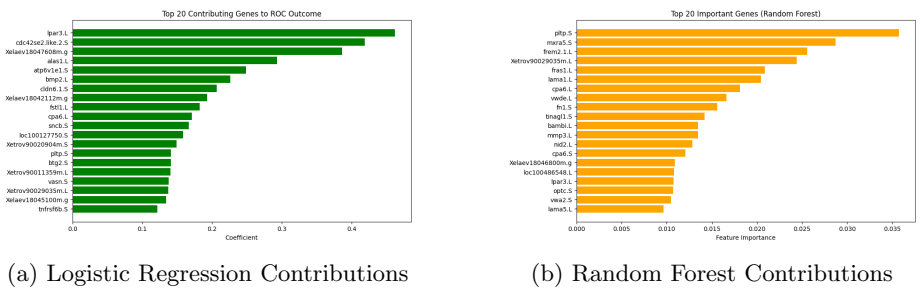 Top 20 Contributing Genes to ROC Outcome
lpar3.L
cdc42se2.like.2.S
Xelaev18047608m.g
alas1.L
atp6v1e1.S
bmp2.L
cldn6.1.S
Xelaev18042112m.g
fstl1.L
cpa6.L
sncb.S
loc100127750.S
Xetrov90020904m.S
pltp.S
btg2.S
Xetrov90011359m.L
vasn.S
Xetrov90029035m.L
Xelaev18045100m.g
tnfrsf6b.S
0.0 0.1 0.2 0.3 0.4
Coefficient
(a) Logistic Regression Contributions
Top 20 Important Genes (Random Forest)
pltp.S
mxra5.S
frem2.1.L
Xetrov90029035m.L
fras1.L
lama1.L
cpa6.L
vwde.L
fn1.S
tinagl1.S
bambi.L
mmp3.L
nid2.L
cpa6.S
Xelaev18046800m.g
loc100486548.L
lpar3.L
optc.S
vwa2.S
lama5.L
0.000 0.005 0.010 0.015 0.020 0.025 0.030 0.035
Feature Importance
(b) Random Forest Contributions